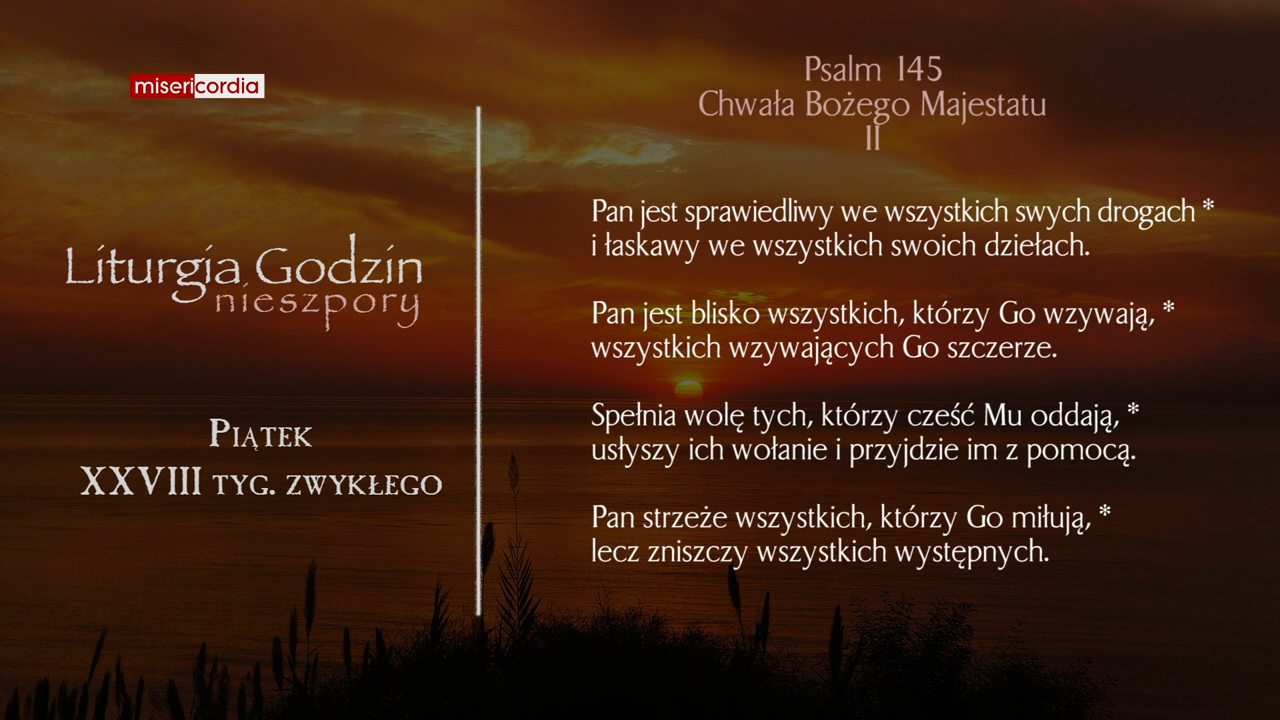 misericordia
Liturgia Godzin
nieszpory
Piątek
XXVIII tyg. zwykłego
Psalm 145
Chwała Bożego Majestatu
II
Pan jest sprawiedliwy we wszystkich swych drogach *
i łaskawy we wszystkich swoich dziełach.
Pan jest blisko wszystkich, którzy Go wzywają, *
wszystkich wzywających Go szczerze.
Spełnia wolę tych, którzy cześć Mu oddają, *
usłyszy ich wołanie i przyjdzie im z pomocą.
Pan strzeże wszystkich, którzy Go miłują, *
lecz zniszczy wszystkich występnych.